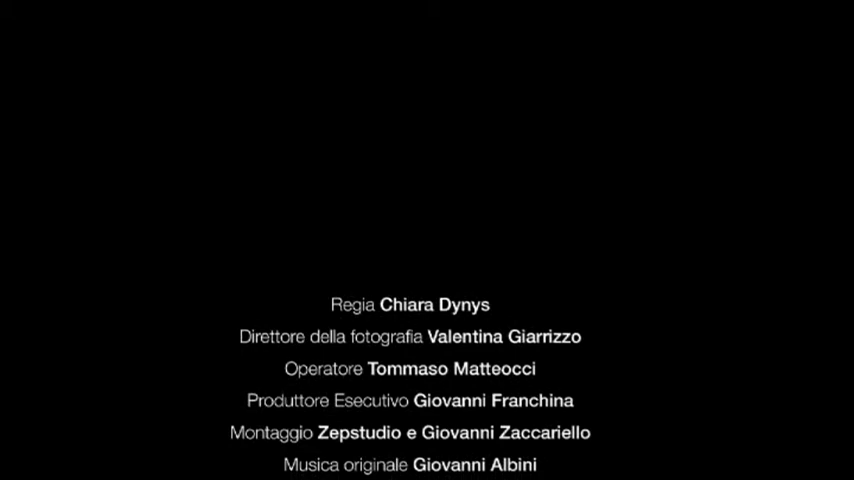 Regia Chiara Dynys
Direttore della fotografia Valentina Giarrizzo
Operatore Tommaso Matteocci
Produttore Esecutivo Giovanni Franchina
Montaggio Zepstudio e Giovanni Zaccariello
Musica originale Giovanni Albini